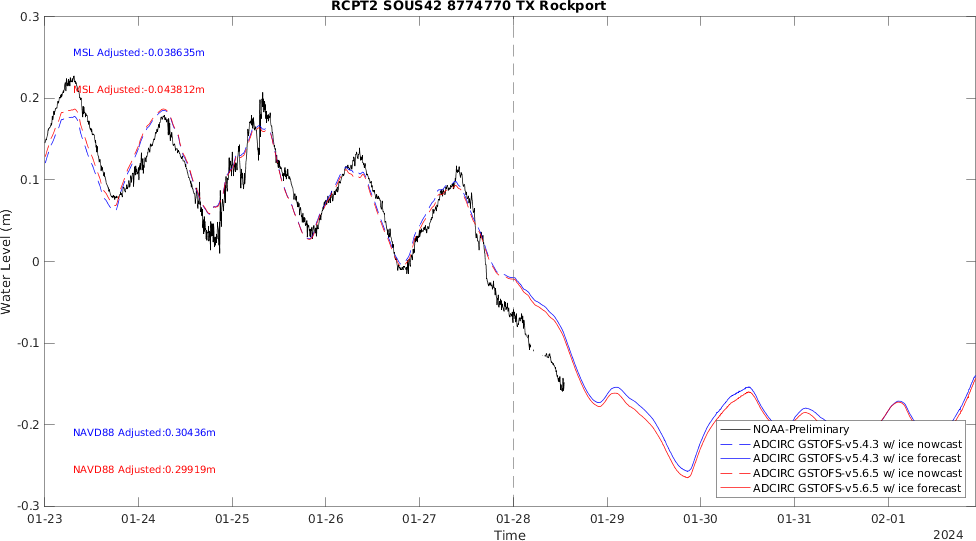 RCPT2 SOUS42 8774770 TX Rockport
0.3
0.2
0.1
0
-0.1
-0.2
-0.3
Water Level (m)
MSL Adjusted:-0.038635m
MSL Adjusted:-0.043812m
NAVD88 Adjusted:0.30436m
NAVD88 Adjusted:0.29919m
NOAA-Preliminary
ADCIRC GSTOFS-v5.4.3 w/ ice nowcast
ADCIRC GSTOFS-v5.4.3 w/ ice forecast
ADCIRC GSTOFS-v5.6.5 w/ ice nowcast
ADCIRC GSTOFS-v5.6.5 w/ ice forecast
01-23 01-24 01-25 01-26 01-27 01-28 01-29 01-30 01-31 02-01
Time
2024